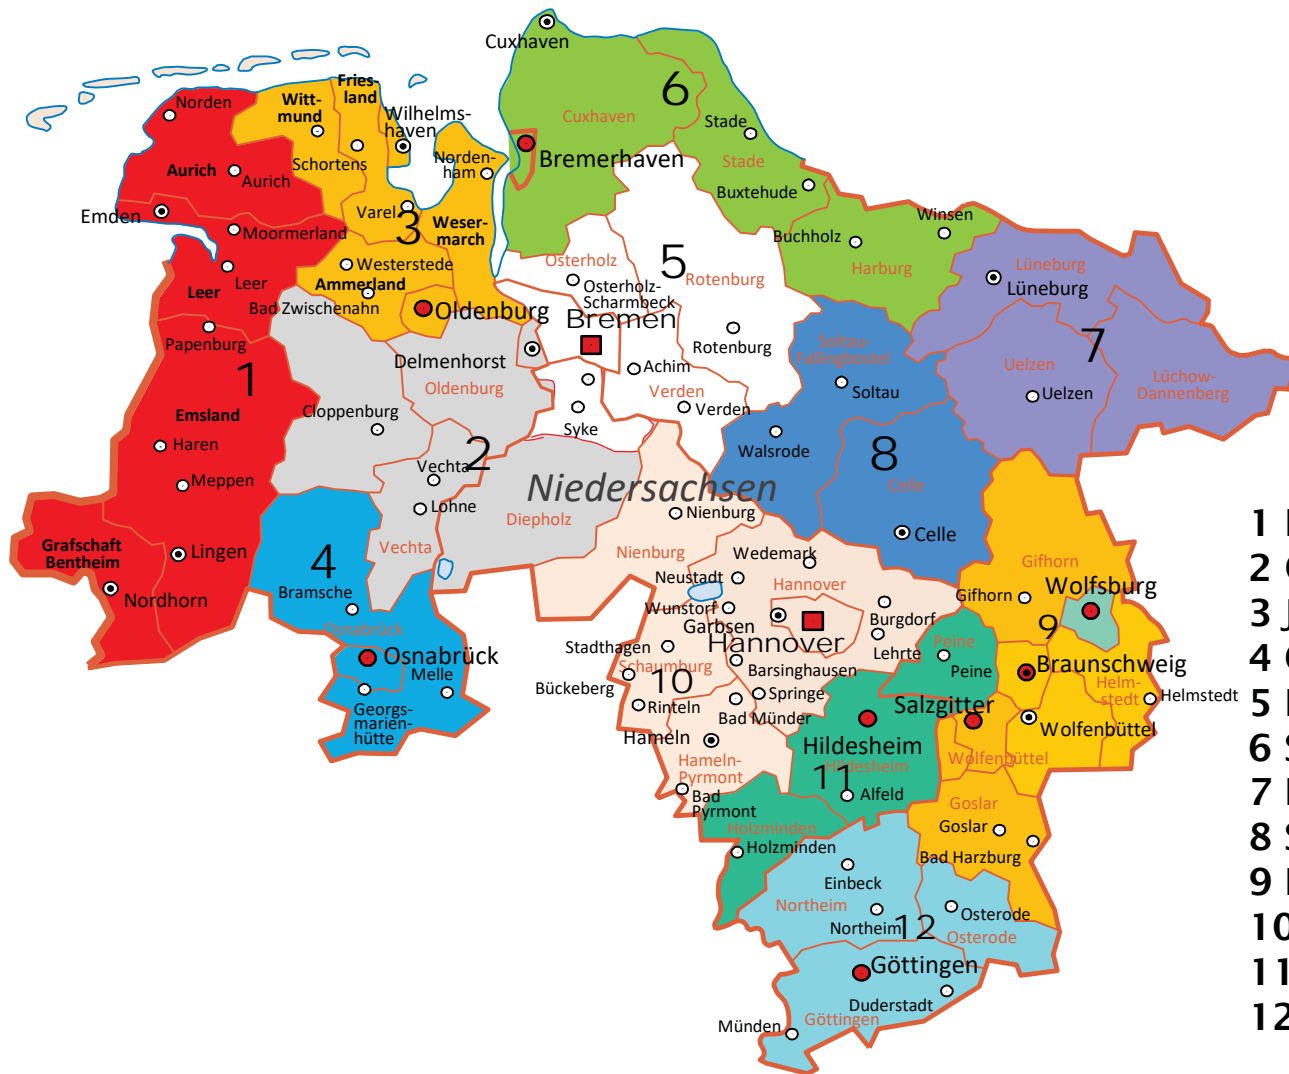 Cuxhaven
6
Cuxhaven
Stade
Stade
Buxtehude
Bremerhaven
Fries-
land
Witt-
mund
Wilhelms-
haven
Norden
Schortens
Norden-
ham
Aurich
Aurich
Emden
Varel
3
Weser-
march
Moormerland
Westerstede
Leer
Leer
Ammerland
Bad Zwischenahn
Oldenburg
Papenburg
1
Emsland
Haren
Meppen
Grafschaft
Bentheim
Lingen
Nordhorn
Winsen
Buchholz
Harburg
Osterholz
5
Rotenburg
Osterholz-
Scharmbeck
Bremen
Rotenburg
Delmenhorst
Oldenburg
Achim
Verden
Verden
Syke
Cloppenburg
Vechta
2
Lohne
Vechta
Diepholz
Niedersachsen
Lüneburg
Lüneburg
7
Uelzen
Uelzen
Lüchow-
Dannenberg
Soltau-
Fallingbostel
Soltau
Walsrode
8
Celle
Celle
4
Bramsche
Osnabrück
Osnabrück
Melle
Georgs-
marien-
hütte
Nienburg
Nienburg
Wedemark
Neustadt
Hannover
Wunstorf
Garbsen
Burgdorf
Hannover
Lehrte
Stadthagen
Schaumburg
Barsinghausen
Bückeberg
10
Springe
Rinteln
Bad Münder
Hameln
Hameln-
Pyrmont
Bad
Pyrmont
Gifhorn
Wolfsburg
Gifhorn
9
Peine
Peine
Braunschweig
Helm-
stedt
Helmstedt
Salzgitter
Wolfenbüttel
Wolfenbüttel
Hildesheim
Hildesheim
11
Alfeld
Holzminden
Holzminden
Goslar
Goslar
Bad Harzburg
Einbeck
Northeim
Northeim
12
Osterode
Osterode
Göttingen
Duderstadt
Göttingen
Münden
1
2
3 J
4
5
6 S
7
8 S
9
10
11
12